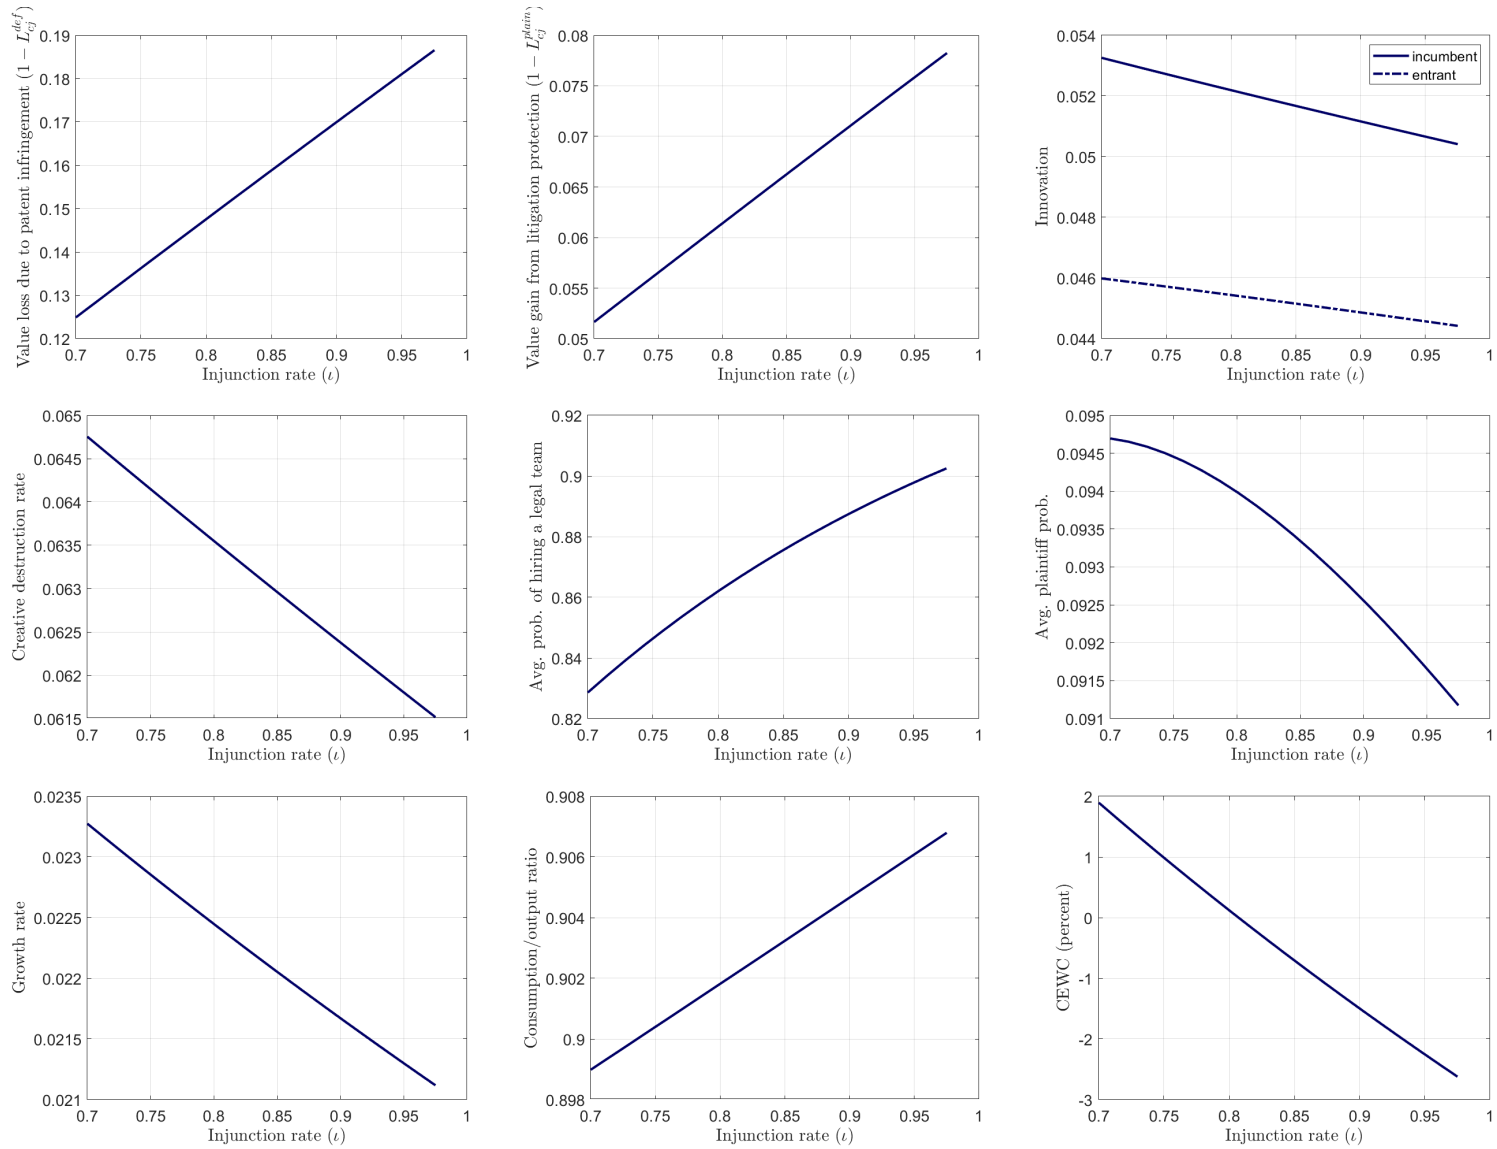 Value loss due to patent infringement (1 − L_cj^def)
0.19
0.18
0.17
0.16
0.15
0.14
0.13
0.12
0.7 0.75 0.8 0.85 0.9 0.95 1
Injunction rate (ι)
Value gain from litigation protection (1 − L_cj^plain)
0.08
0.075
0.07
0.065
0.06
0.055
0.05
0.7 0.75 0.8 0.85 0.9 0.95 1
Injunction rate (ι)
Innovation
0.054
0.052
0.05
0.048
0.046
0.044
incumbent
entrant
0.7 0.75 0.8 0.85 0.9 0.95 1
Injunction rate (ι)
Creative destruction rate
0.065
0.0645
0.064
0.0635
0.063
0.0625
0.062
0.0615
0.7 0.75 0.8 0.85 0.9 0.95 1
Injunction rate (ι)
Avg. prob. of hiring a legal team
0.92
0.9
0.88
0.86
0.84
0.82
0.7 0.75 0.8 0.85 0.9 0.95 1
Injunction rate (ι)
Avg. plaintiff prob.
0.095
0.0945
0.094
0.0935
0.093
0.0925
0.092
0.0915
0.091
0.7 0.75 0.8 0.85 0.9 0.95 1
Injunction rate (ι)
Growth rate
0.0235
0.023
0.0225
0.022
0.0215
0.021
0.7 0.75 0.8 0.85 0.9 0.95 1
Injunction rate (ι)
Consumption/output ratio
0.908
0.906
0.904
0.902
0.9
0.898
0.7 0.75 0.8 0.85 0.9 0.95 1
Injunction rate (ι)
CEWC (percent)
2
1
0
-1
-2
-3
0.7 0.75 0.8 0.85 0.9 0.95 1
Injunction rate (ι)